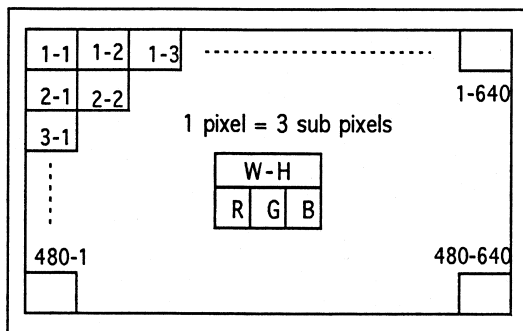 1-1 1-2 1-3
2-1 2-2 1-640
3-1 1 pixel = 3 sub pixels
W-H
R G B
480-1 480-640